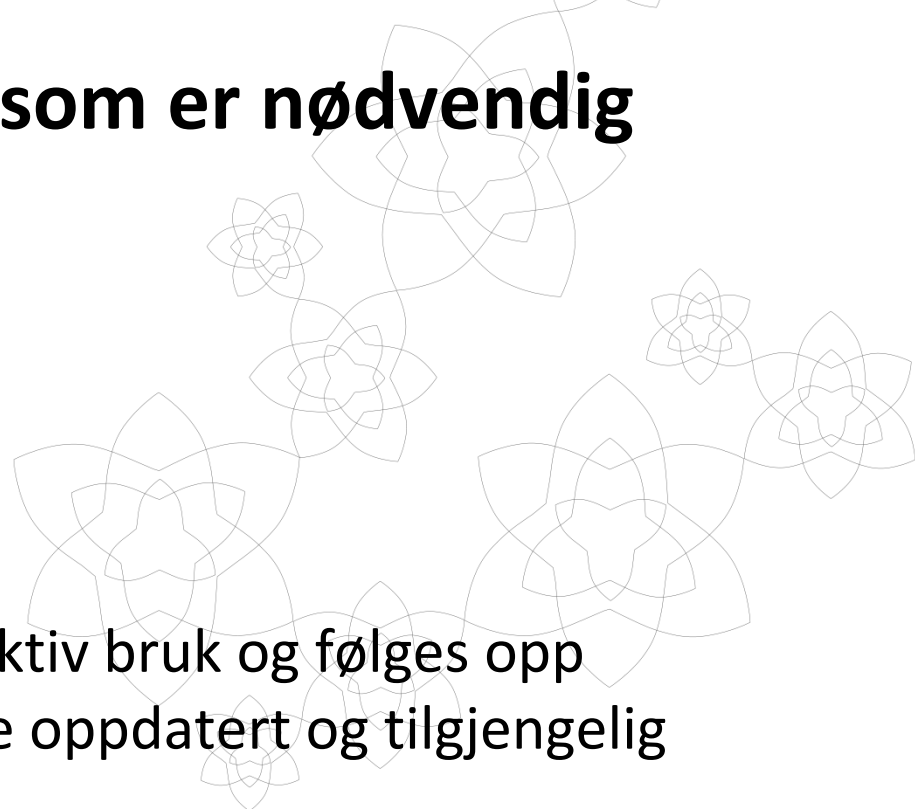 som er nødvendig
ktiv bruk og følges opp
e oppdatert og tilgjengelig